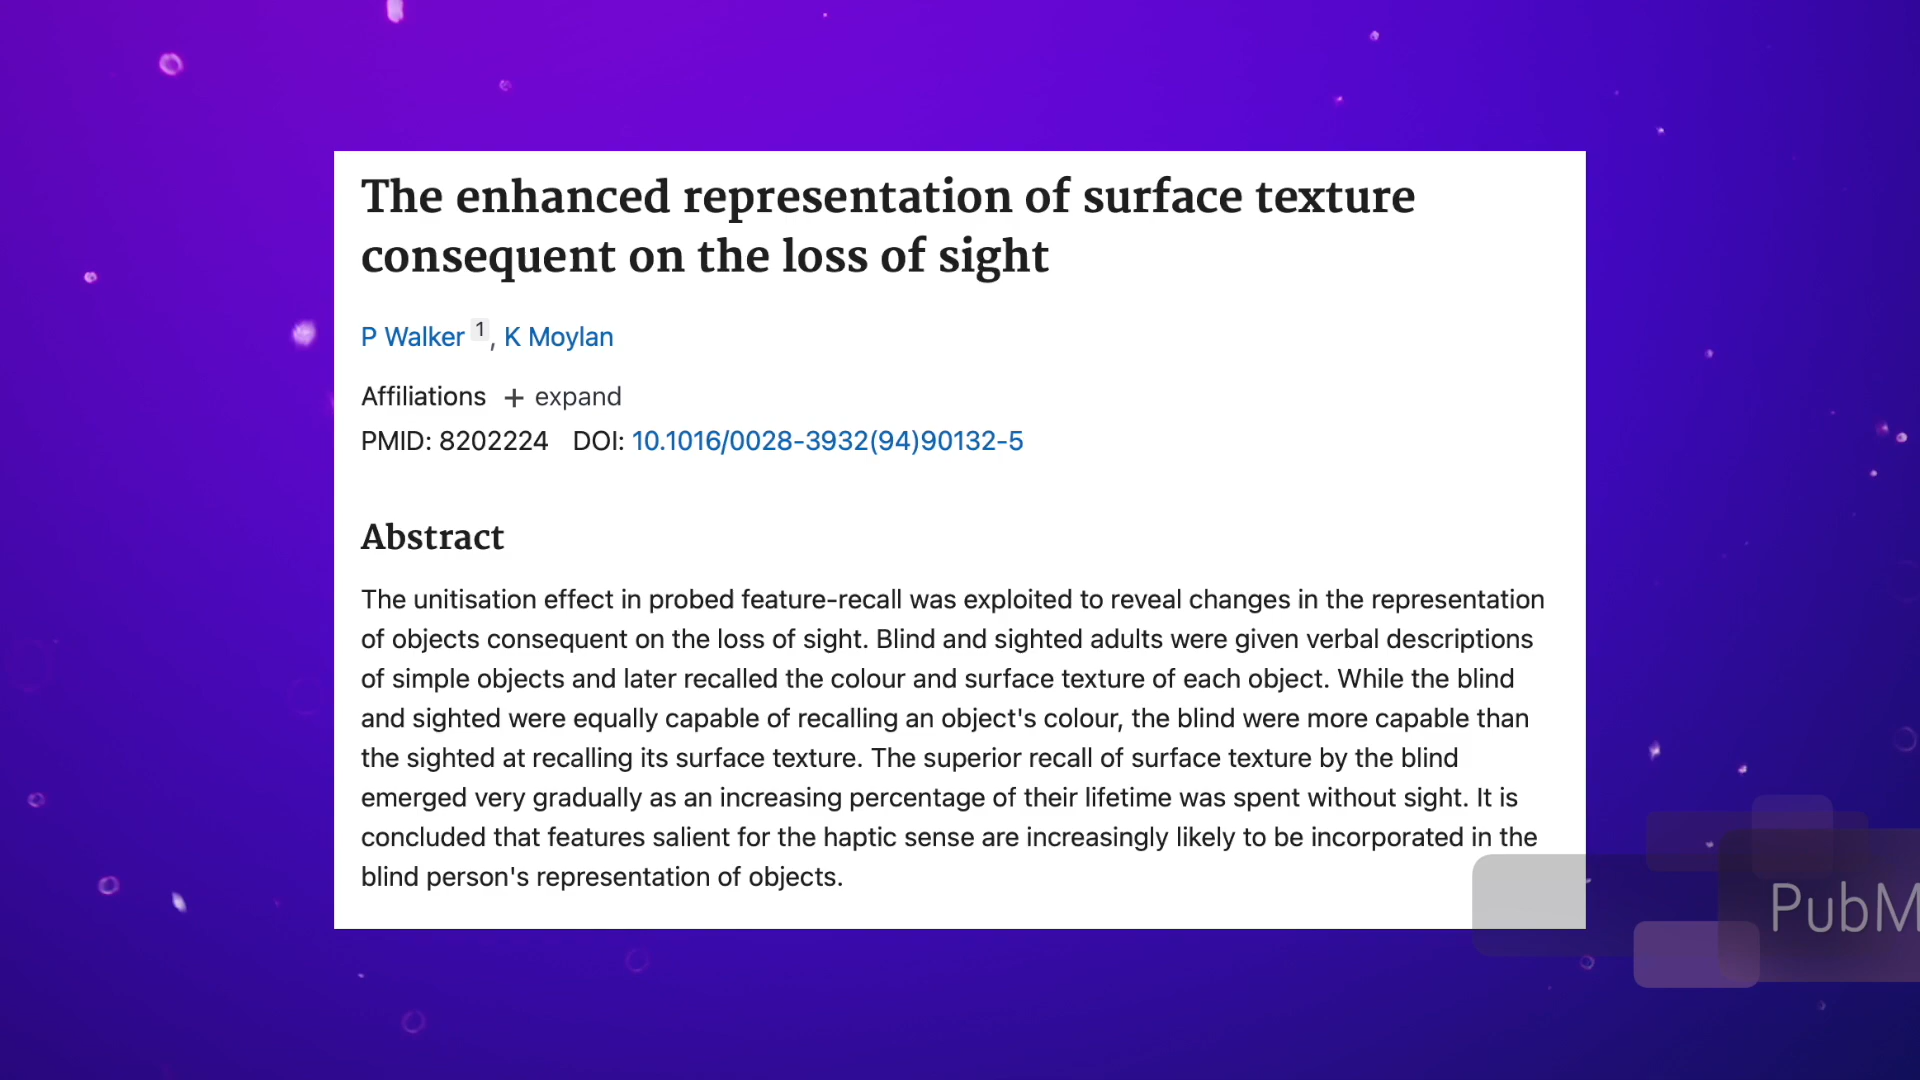 The enhanced representation of surface texture
consequent on the loss of sight
P Walker 1, K Moylan
Affiliations + expand
PMID: 8202224 DOI: 10.1016/0028-3932(94)90132-5
Abstract
The unitisation effect in probed feature-recall was exploited to reveal changes in the representation
of objects consequent on the loss of sight. Blind and sighted adults were given verbal descriptions
of simple objects and later recalled the colour and surface texture of each object. While the blind
and sighted were equally capable of recalling an object's colour, the blind were more capable than
the sighted at recalling its surface texture. The superior recall of surface texture by the blind
emerged very gradually as an increasing percentage of their lifetime was spent without sight. It is
concluded that features salient for the haptic sense are increasingly likely to be incorporated in the
blind person's representation of objects.
PubM